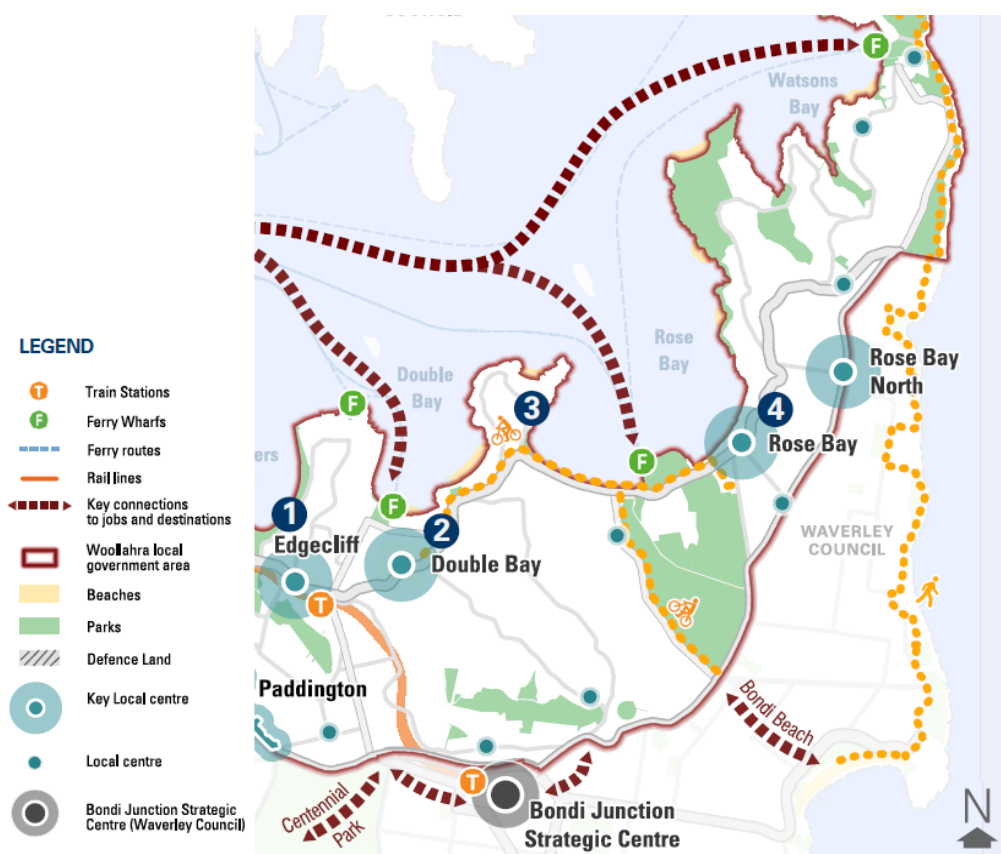 COUNCIL
F
Watsons
Bay
Rose
Bay
Rose Bay
North
Double
Bay
F
3
4
Rose Bay
F
ers
F
1
Edgecliff
2
Double Bay
WAVERLEY
COUNCIL
T
Paddington
Bondi Beach
T
Centennial
Park
Bondi Junction
Strategic Centre
N
LEGEND
T Train Stations
F Ferry Wharfs
Ferry routes
Rail lines
Key connections
to jobs and destinations
Woollahra local
government area
Beaches
Parks
Defence Land
Key Local centre
Local centre
Bondi Junction Strategic
Centre (Waverley Council)